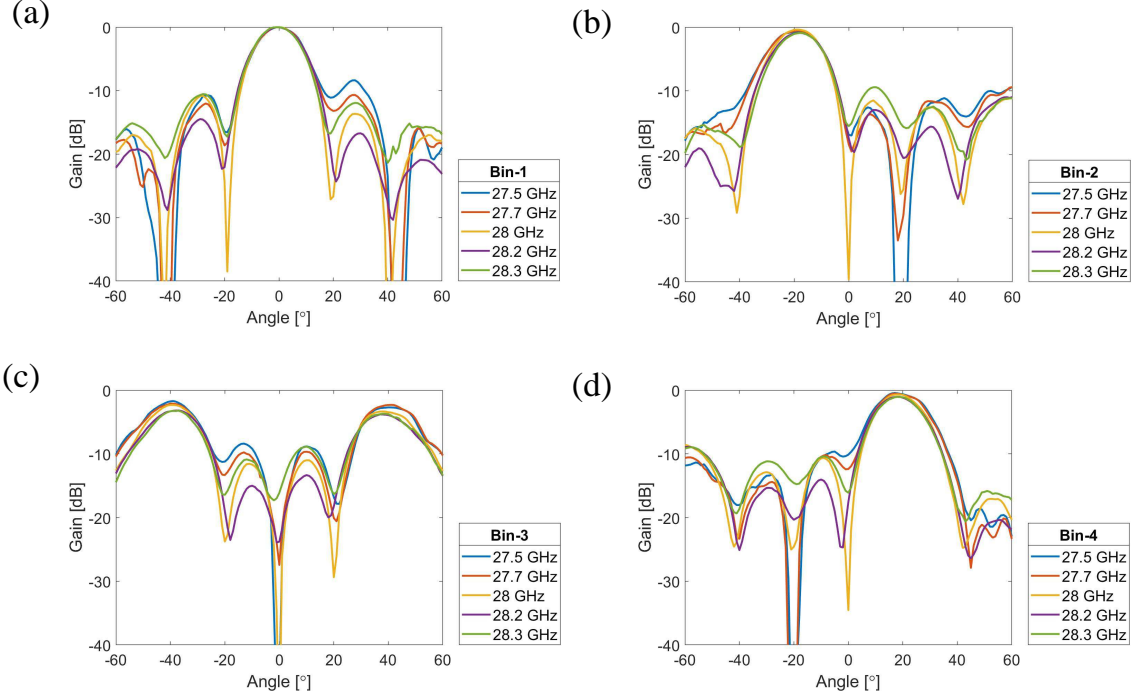 (a)
0
-10
-20
-30
-40
Gain [dB]
-60 -40 -20 0 20 40 60
Angle [°]
Bin-1
27.5 GHz
27.7 GHz
28 GHz
28.2 GHz
28.3 GHz
(b)
0
-10
-20
-30
-40
Gain [dB]
-60 -40 -20 0 20 40 60
Angle [°]
Bin-2
27.5 GHz
27.7 GHz
28 GHz
28.2 GHz
28.3 GHz
(c)
0
-10
-20
-30
-40
Gain [dB]
-60 -40 -20 0 20 40 60
Angle [°]
Bin-3
27.5 GHz
27.7 GHz
28 GHz
28.2 GHz
28.3 GHz
(d)
0
-10
-20
-30
-40
Gain [dB]
-60 -40 -20 0 20 40 60
Angle [°]
Bin-4
27.5 GHz
27.7 GHz
28 GHz
28.2 GHz
28.3 GHz